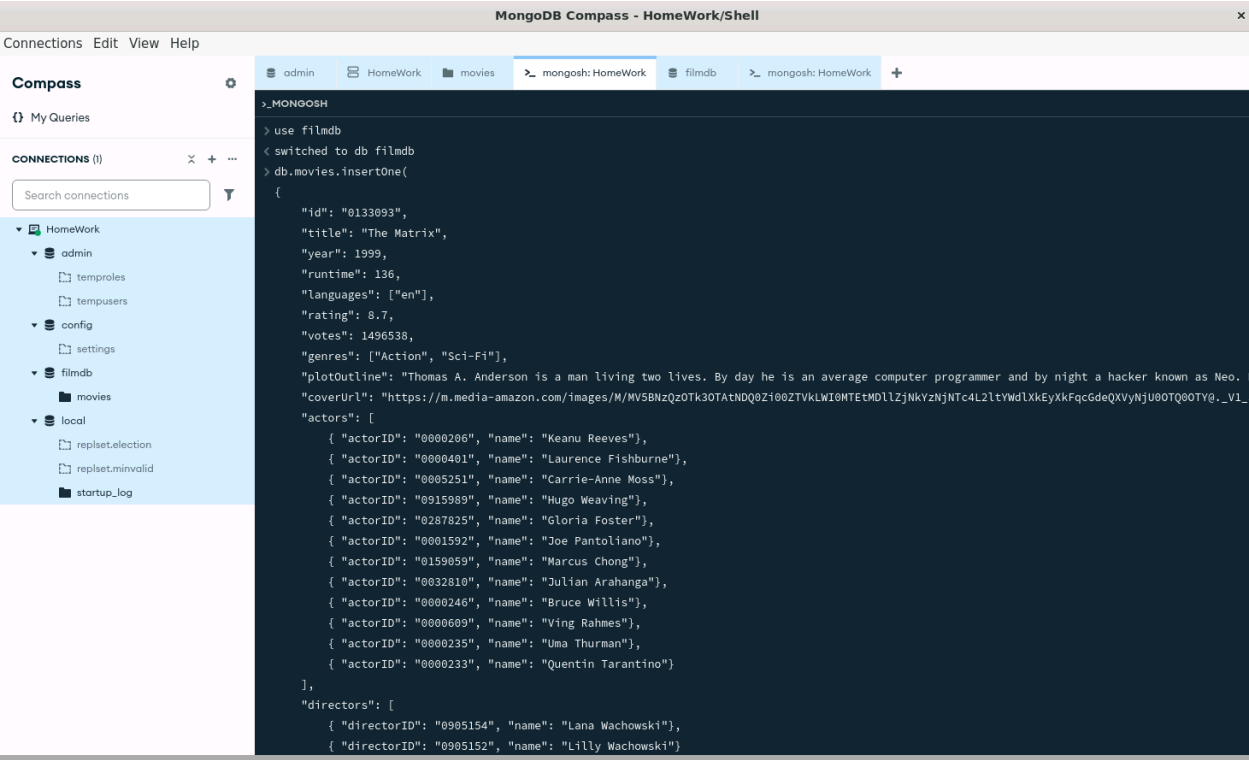 MongoDB Compass - HomeWork/Shell
Connections Edit View Help
Compass
My Queries
CONNECTIONS (1)
Search connections
HomeWork
admin
temproles
tempusers
config
settings
filmdb
movies
local
replset.election
replset.minvalid
startup_log
admin HomeWork movies >_ mongosh: HomeWork filmdb >_ mongosh: HomeWork
>_MONGOSH
> use filmdb
< switched to db filmdb
> db.movies.insertOne(
{
"id": "0133093",
"title": "The Matrix",
"year": 1999,
"runtime": 136,
"languages": ["en"],
"rating": 8.7,
"votes": 1496538,
"genres": ["Action", "Sci-Fi"],
"plotOutline": "Thomas A. Anderson is a man living two lives. By day he is an average computer programmer and by night a hacker known as Neo.
"coverUrl": "https://m.media-amazon.com/images/M/MV5BNzQzOTk3OTAtNDQ0Zi00ZTVkLWI0MTEtMDllZjNkYzNjNTc4L2ltYWdlXkEyXkFqcGdeQXVyNjU0OTQ0OTY@._V1_
"actors": [
{ "actorID": "0000206", "name": "Keanu Reeves"},
{ "actorID": "0000401", "name": "Laurence Fishburne"},
{ "actorID": "0005251", "name": "Carrie-Anne Moss"},
{ "actorID": "0915989", "name": "Hugo Weaving"},
{ "actorID": "0287825", "name": "Gloria Foster"},
{ "actorID": "0001592", "name": "Joe Pantoliano"},
{ "actorID": "0159059", "name": "Marcus Chong"},
{ "actorID": "0032810", "name": "Julian Arahanga"},
{ "actorID": "0000246", "name": "Bruce Willis"},
{ "actorID": "0000609", "name": "Ving Rahmes"},
{ "actorID": "0000235", "name": "Uma Thurman"},
{ "actorID": "0000233", "name": "Quentin Tarantino"}
],
"directors": [
{ "directorID": "0905154", "name": "Lana Wachowski"},
{ "directorID": "0905152", "name": "Lilly Wachowski"}